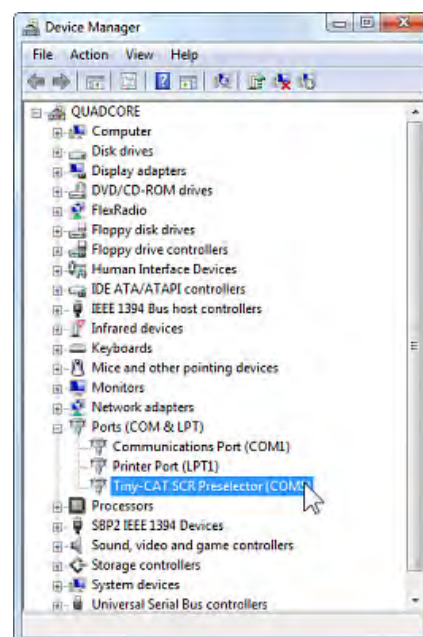 Device Manager
File Action View Help
QUADCORE
Computer
Disk drives
Display adapters
DVD/CD-ROM drives
FlexRadio
Floppy disk drives
Floppy drive controllers
Human Interface Devices
IDE ATA/ATAPI controllers
IEEE 1394 Bus host controllers
Infrared devices
Keyboards
Mice and other pointing devices
Monitors
Network adapters
Ports (COM & LPT)
Communications Port (COM1)
Printer Port (LPT1)
Tiny-CAT SCR Preselector
Processors
SBP2 IEEE 1394 Devices
Sound, video and game controllers
Storage controllers
System devices
Universal Serial Bus controllers